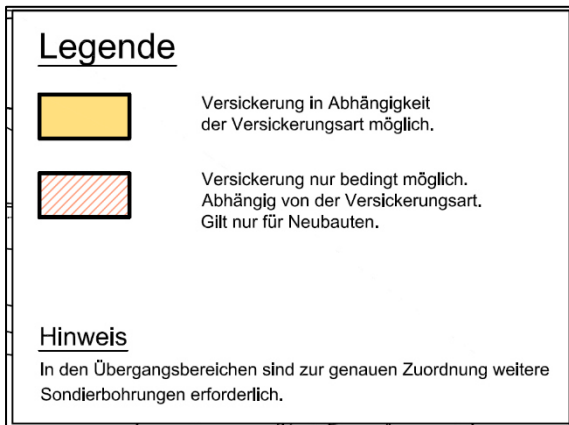 Legende
Versickerung in Abhängigkeit
der Versickerungsart möglich.
Versickerung nur bedingt möglich.
Abhängig von der Versickerungsart.
Gilt nur für Neubauten.
Hinweis
In den Übergangsbereichen sind zur genauen Zuordnung weitere
Sondierbohrungen erforderlich.